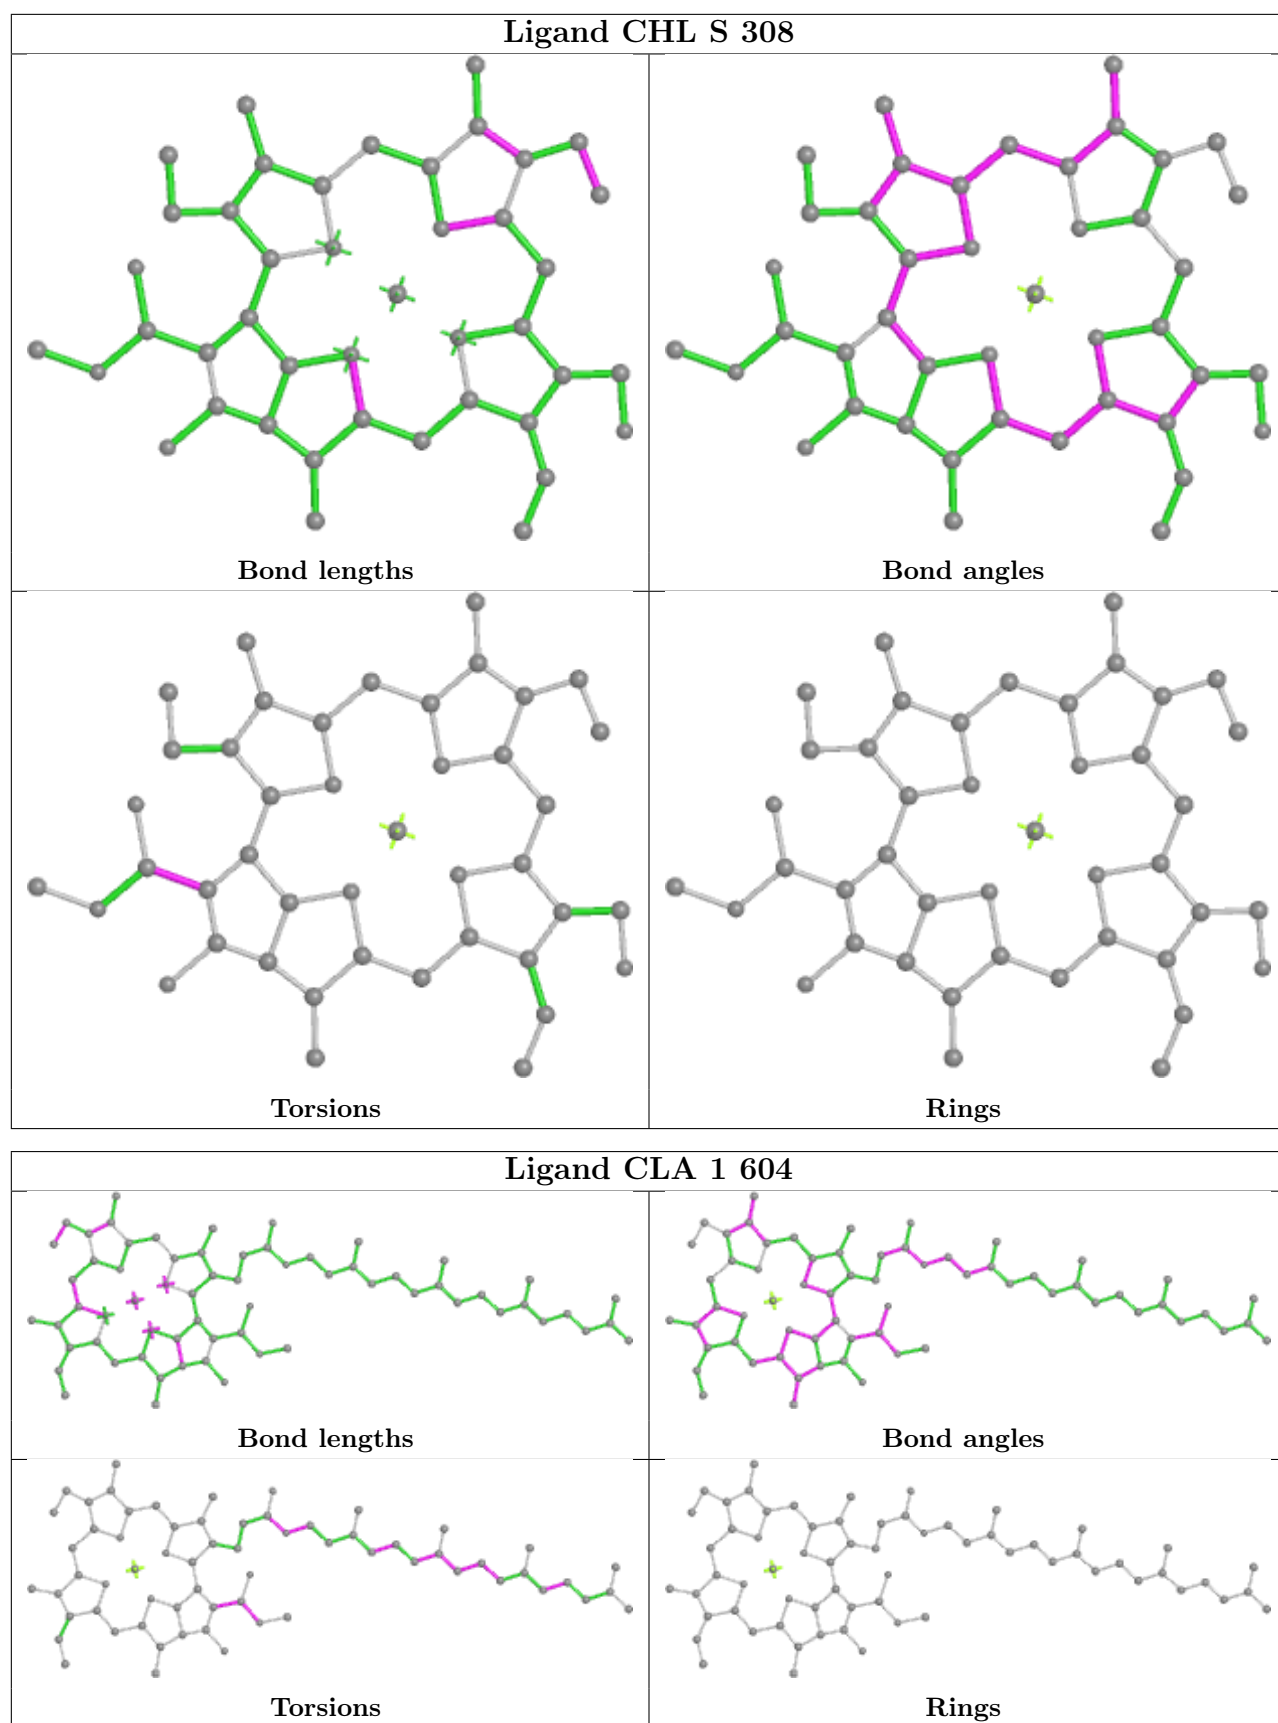 Ligand CHL S 308
Bond lengths
Bond angles
Torsions
Rings
Ligand CLA 1 604
Bond lengths
Bond angles
Torsions
Rings